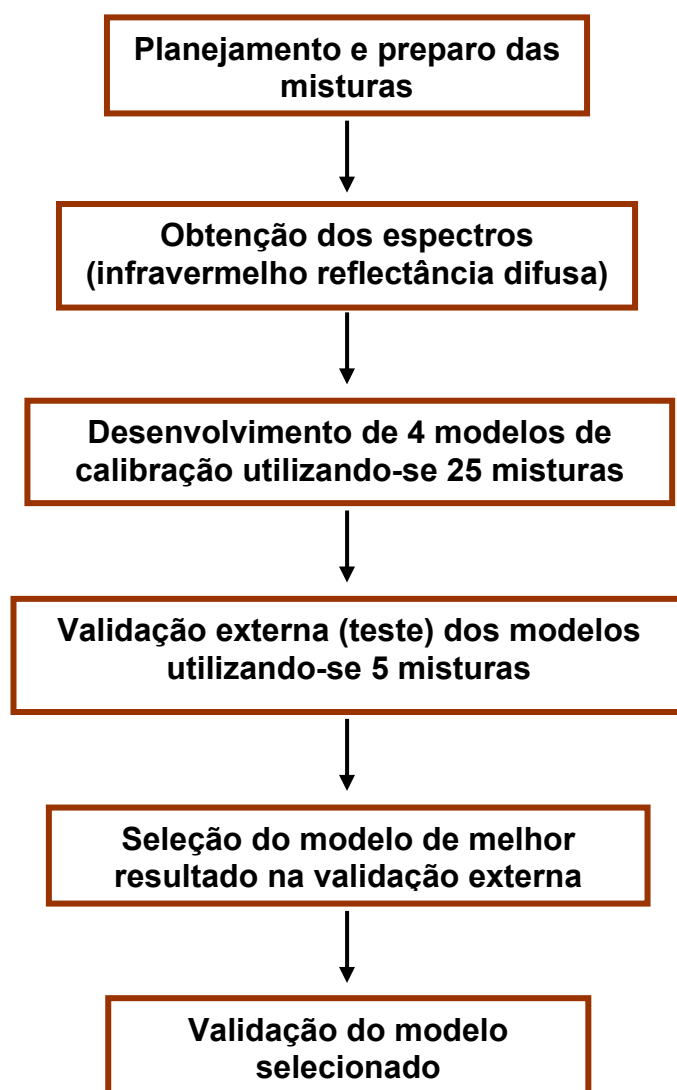 Planejamento e preparo das
misturas
Obtenção dos espectros
(infravermelho reflectância difusa)
Desenvolvimento de 4 modelos de
calibração utilizando-se 25 misturas
Validação externa (teste) dos modelos
utilizando-se 5 misturas
Seleção do modelo de melhor
resultado na validação externa
Validação do modelo
selecionado